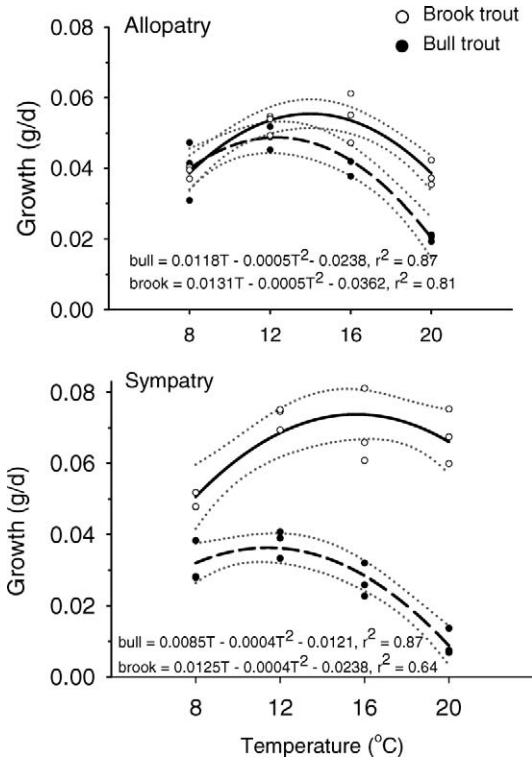 Brook trout
Bull trout
Allopatry
0.08
0.06
0.04
0.02
0.00
Growth (g/d)
bull = 0.0118T - 0.0005T² - 0.0238, r² = 0.87
brook = 0.0131T - 0.0005T² - 0.0362, r² = 0.81
8 12 16 20
Sympatry
0.08
0.06
0.04
0.02
0.00
Growth (g/d)
bull = 0.0085T - 0.0004T² - 0.0121, r² = 0.87
brook = 0.0125T - 0.0004T² - 0.0238, r² = 0.64
8 12 16 20
Temperature (°C)